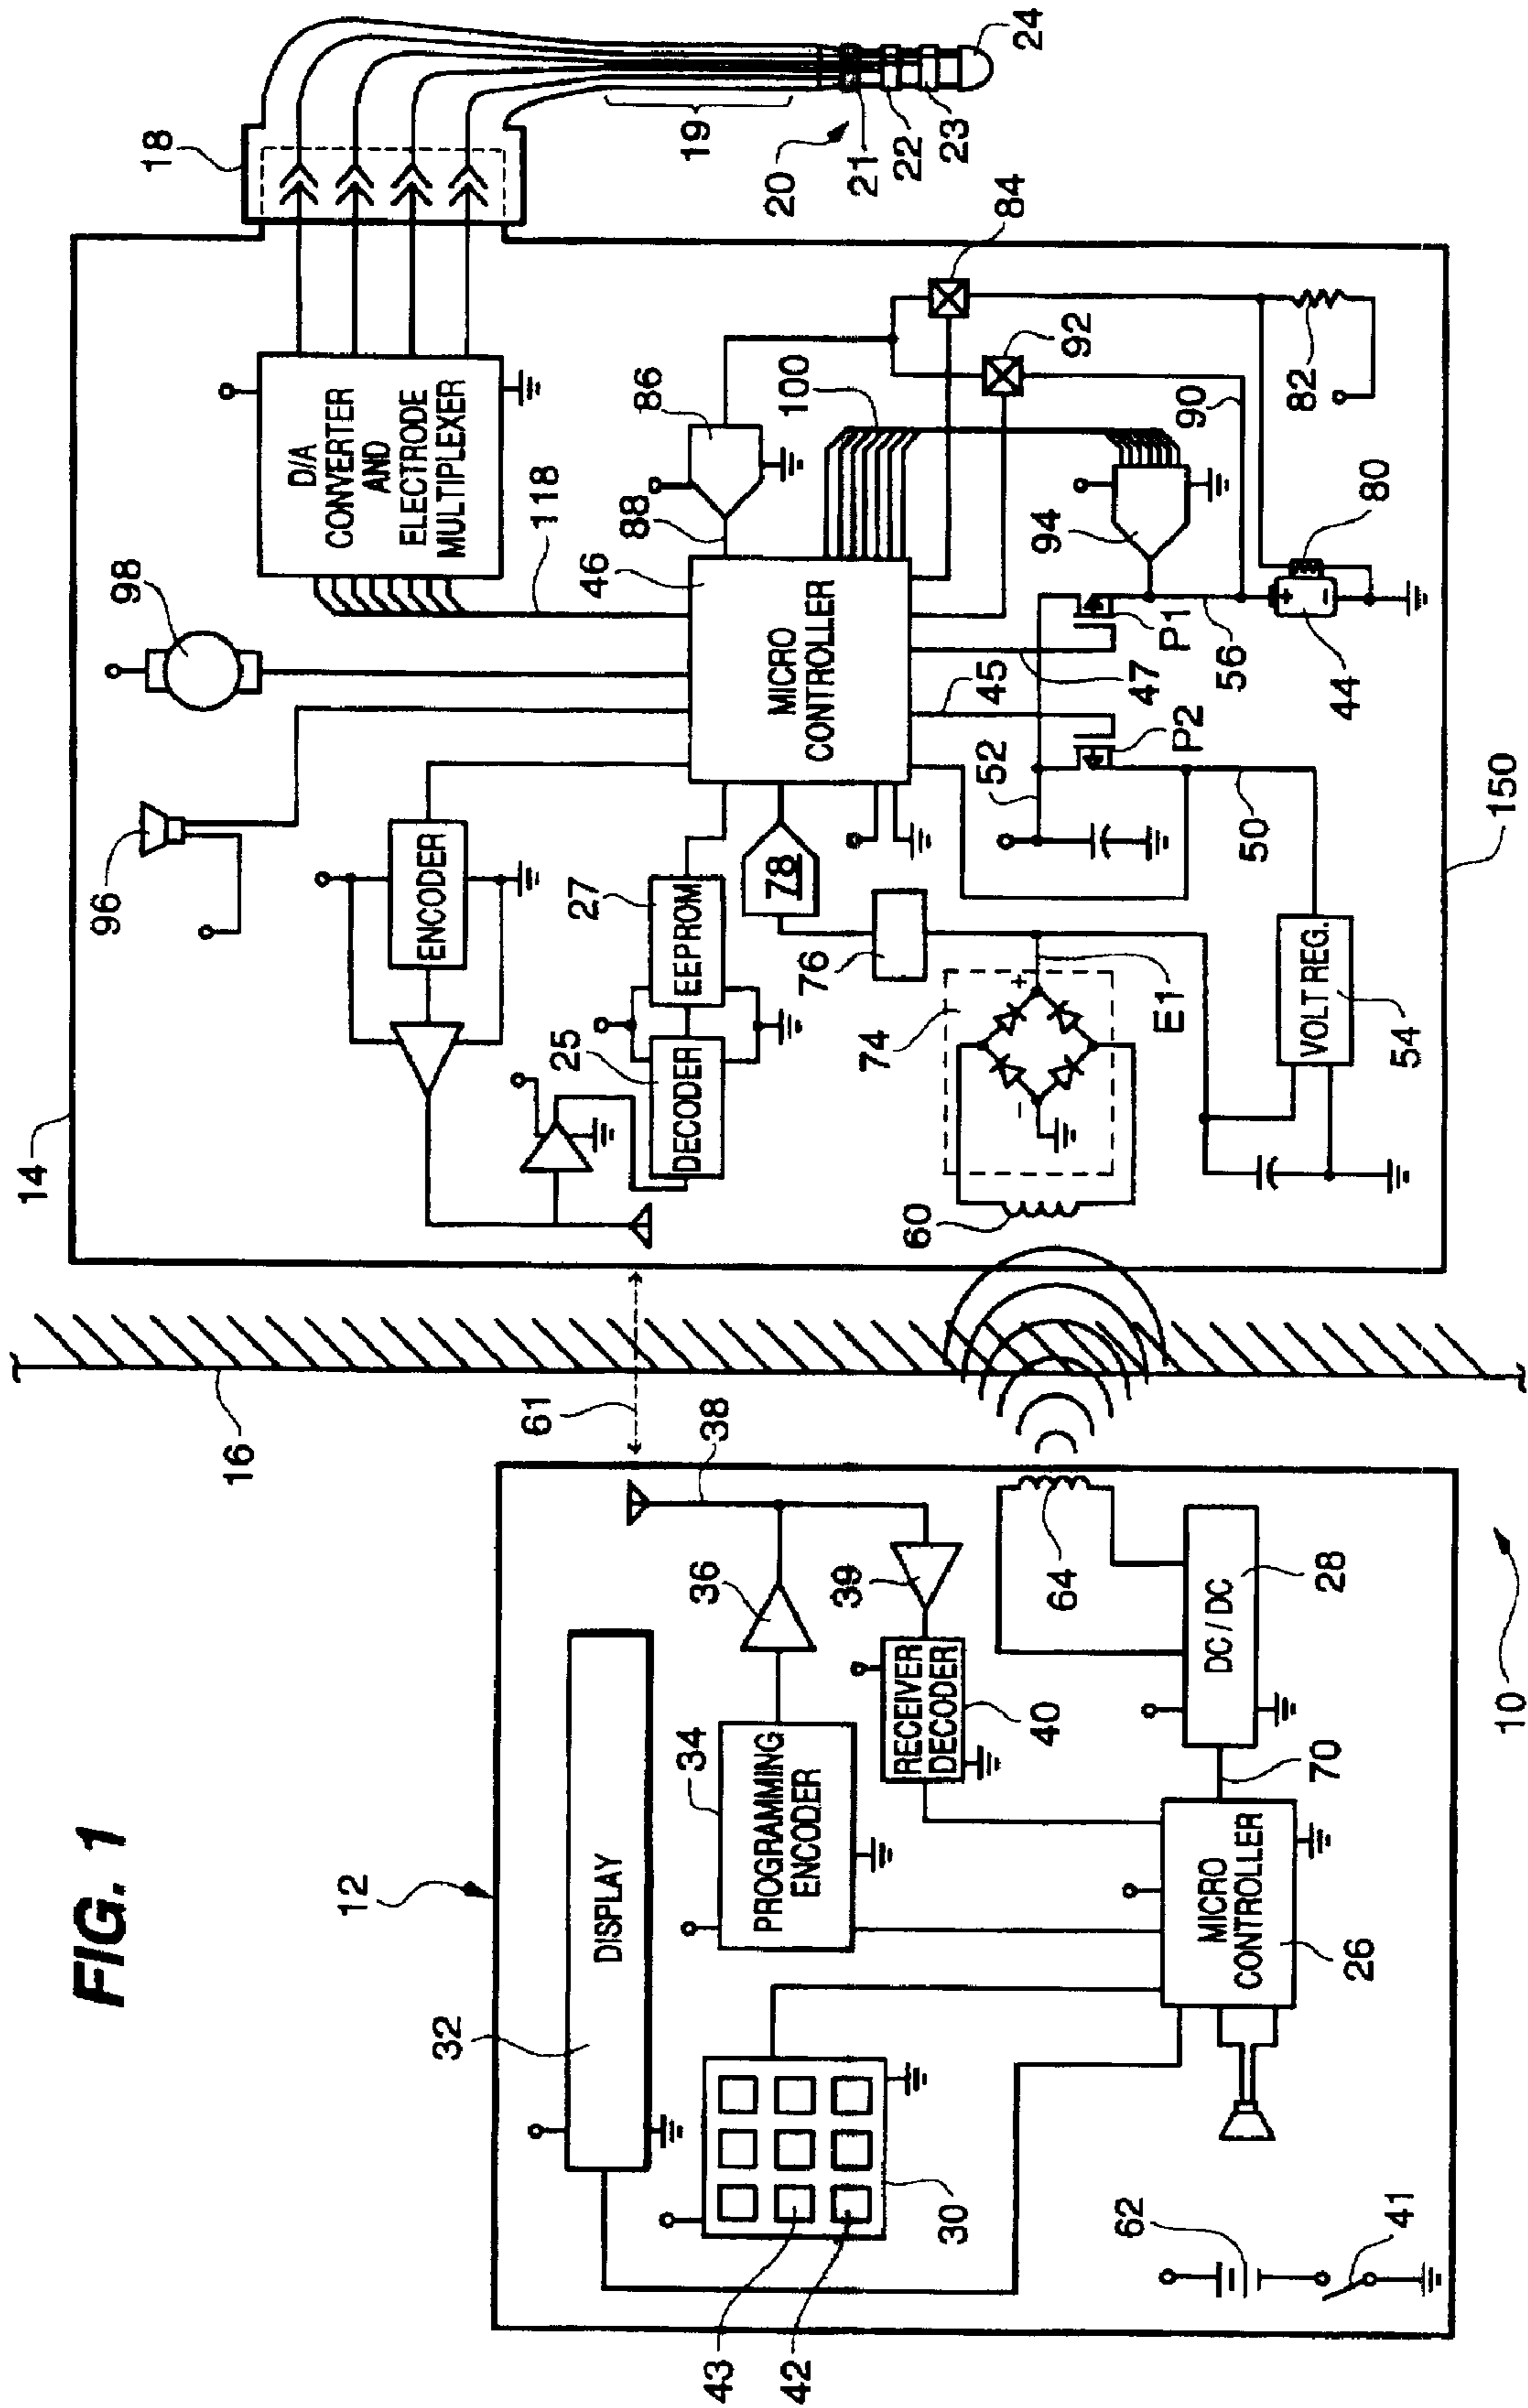 FIG. 1
10
12
DISPLAY
32
34
PROGRAMMING
ENCODER
36
38
39
RECEIVER
DECODER
40
43
42
30
MICRO
CONTROLLER
26
70
DC/DC
28
64
62
41
16
61
14
150
96
98
ENCODER
25
DECODER
27
EEPROM
78
76
74
+
-
E1
60
VOLT REG.
54
50
52
45
47
P2
P1
56
MICRO
CONTROLLER
46
88
86
118
D/A
CONVERTER
AND
ELECTRODE
MULTIPLEXER
100
94
92
84
90
82
80
44
+
-
18
19
20
21
22
23
24